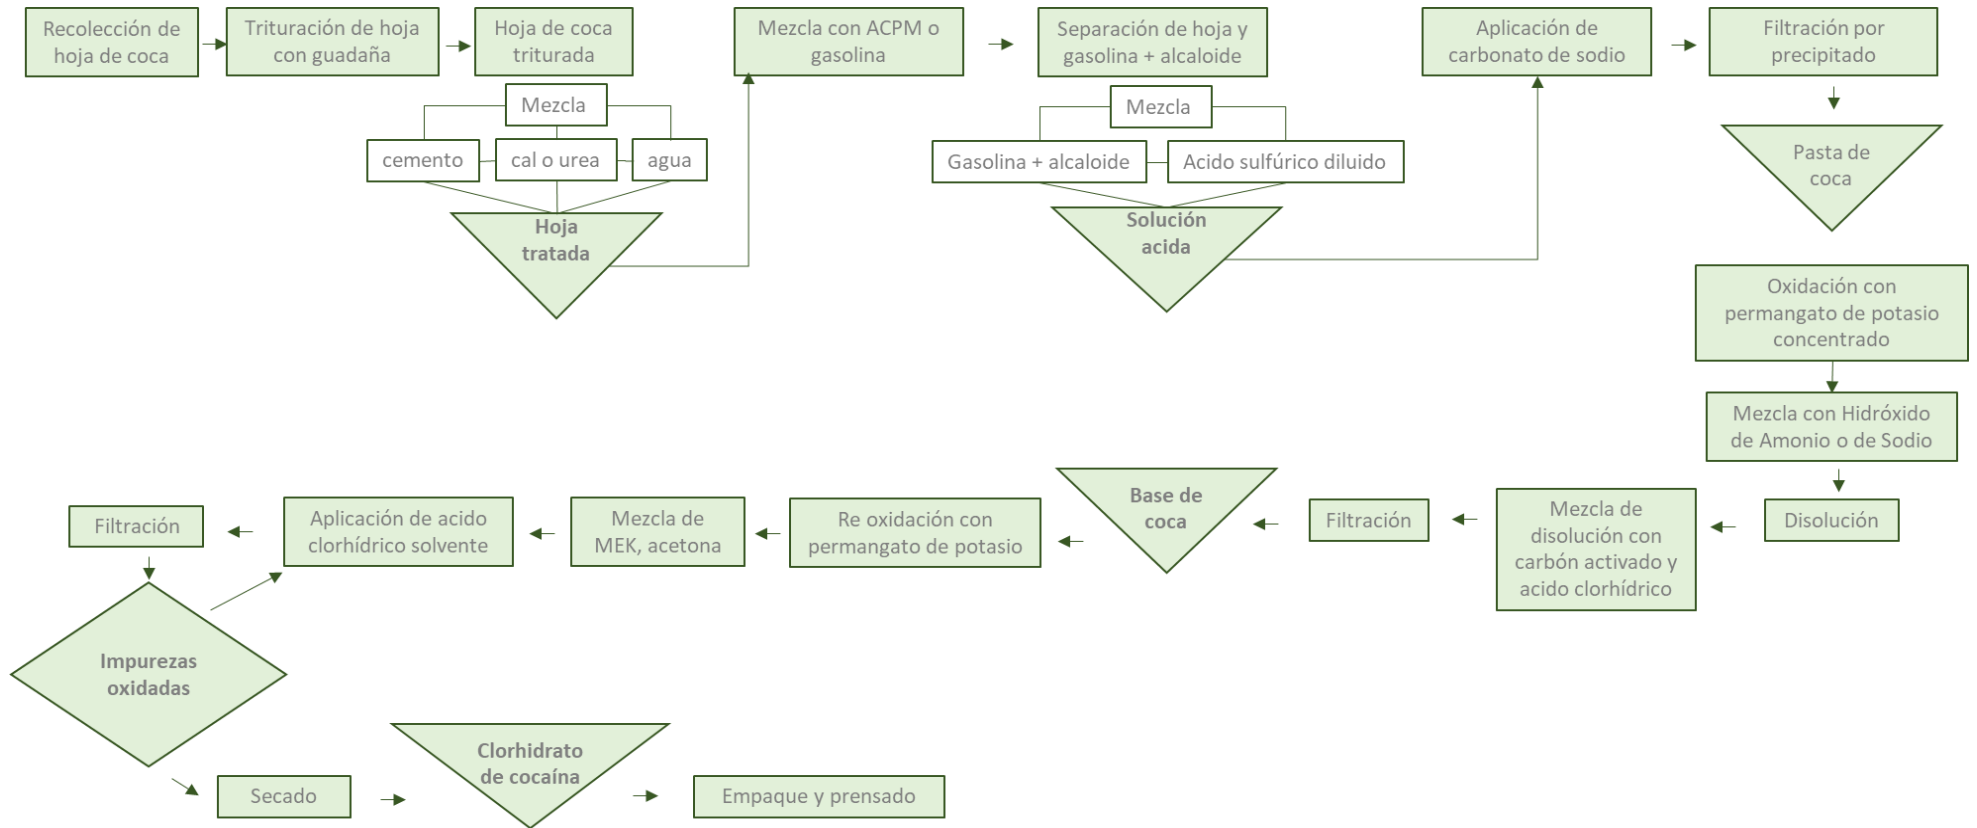 Recolección de
hoja de coca
Trituración de hoja
con guadaña
Hoja de coca
triturada
Mezcla
cemento
cal o urea
agua
Hoja
tratada
Mezcla con ACPM o
gasolina
Separación de hoja y
gasolina + alcaloide
Mezcla
Gasolina + alcaloide
Acido sulfúrico diluido
Solución
acida
Aplicación de
carbonato de sodio
Filtración por
precipitado
Pasta de
coca
Oxidación con
permangato de potasio
concentrado
Mezcla con Hidróxido
de Amonio o de Sodio
Disolución
Mezcla de
disolución con
carbón activado y
acido clorhídrico
Filtración
Base de
coca
Re oxidación con
permangato de potasio
Mezcla de
MEK, acetona
Aplicación de acido
clorhídrico solvente
Filtración
Impurezas
oxidadas
Secado
Clorhidrato
de cocaína
Empaque y prensado